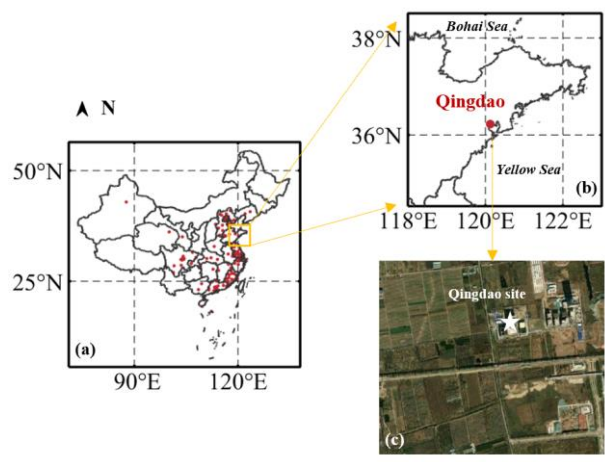 N
50°N
25°N
(a)
90°E
120°E
38°N
Bohai Sea
Qingdao
36°N
Yellow Sea
(b)
118°E
120°E
122°E
Qingdao site
(c)